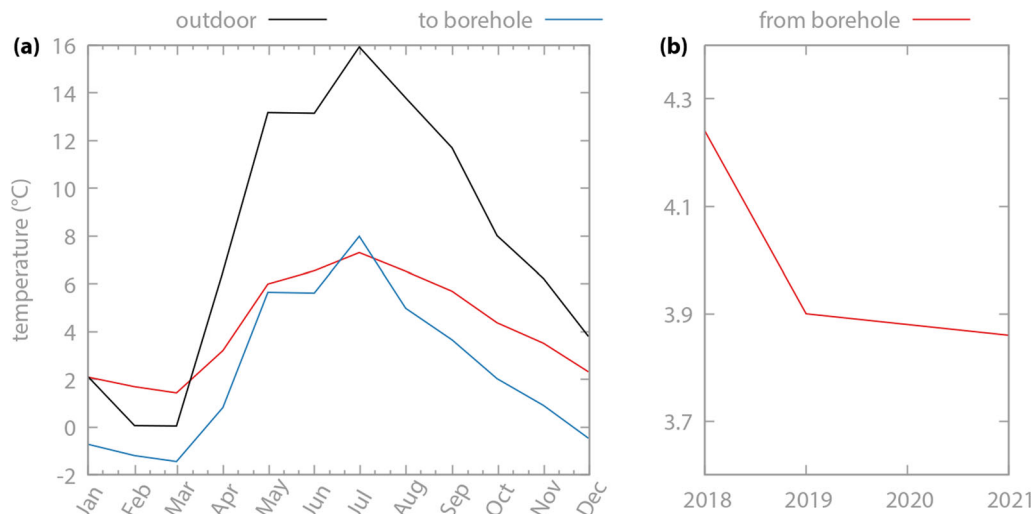 outdoor to borehole from borehole
(a) (b)
16
14
12
10
8
6
4
2
0
-2
temperature (°C)
Jan Feb Mar Apr May Jun Jul Aug Sep Oct Nov Dec
4.3
4.1
3.9
3.7
2018 2019 2020 2021